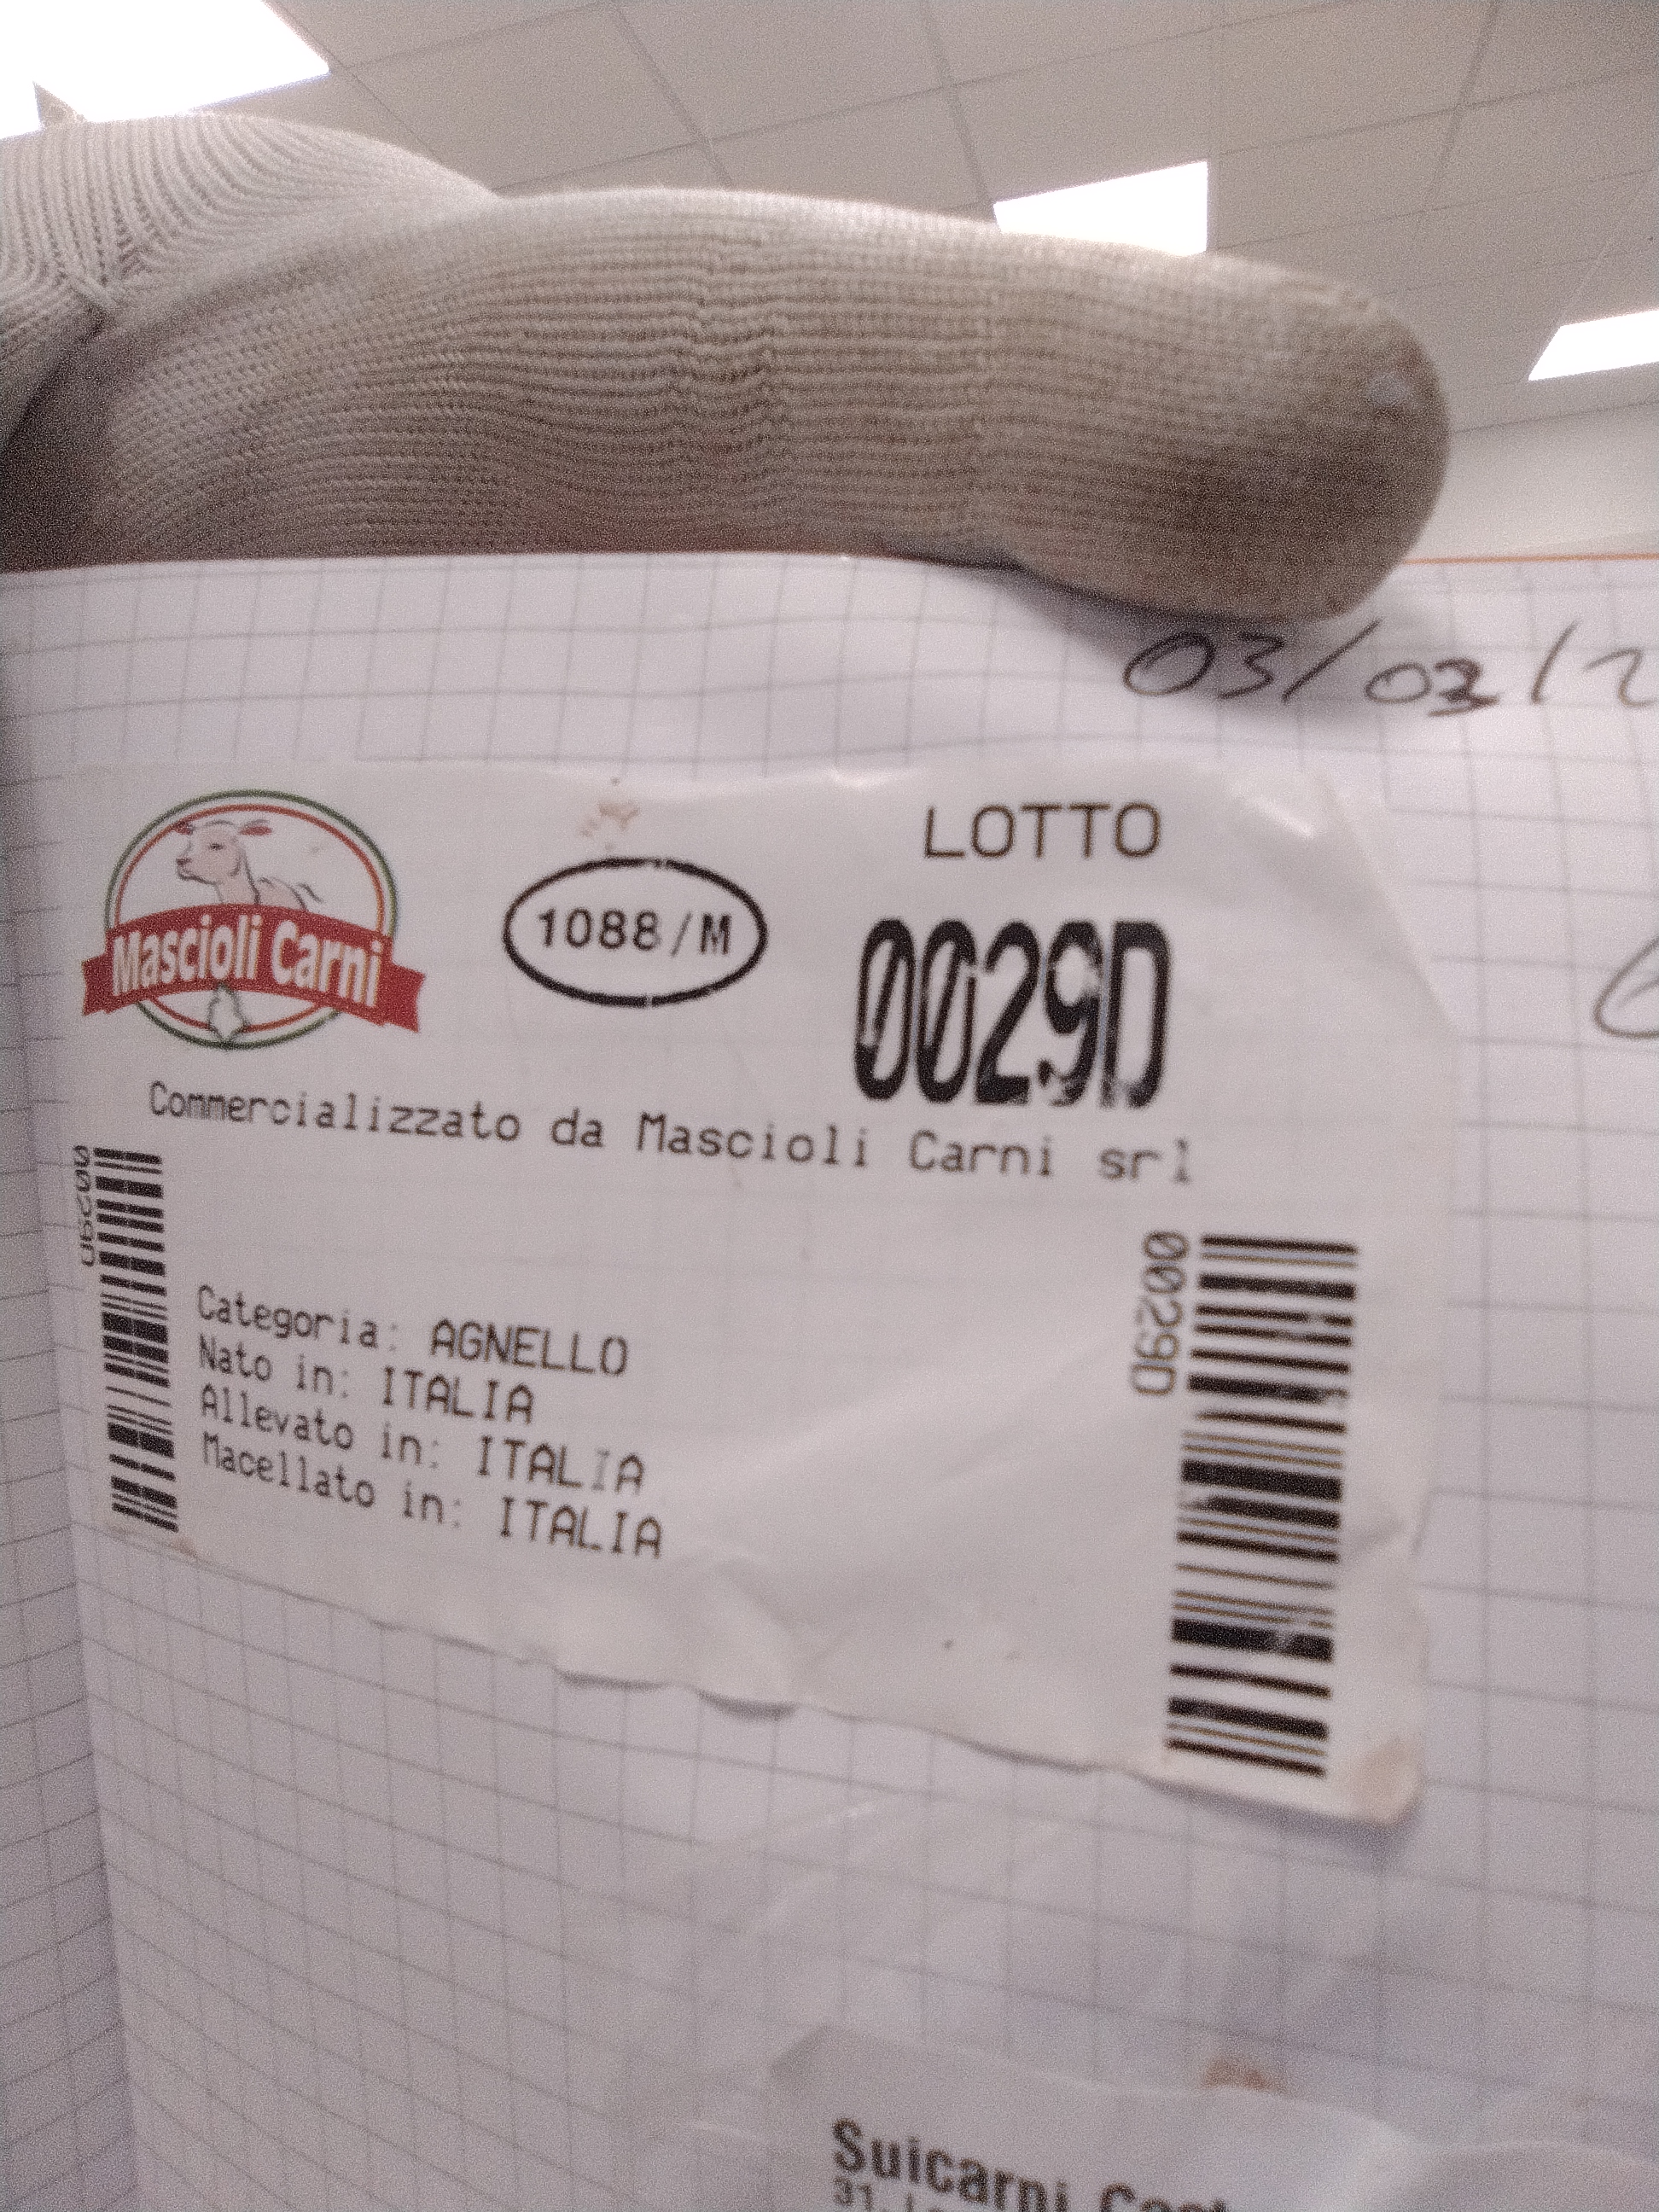 03/03/2
LOTTO
Mascioli Carni
1088/M
0029D
Commercializzato da Mascioli Carni srl
0029D
0029D
Categoria: AGNELLO
Nato in: ITALIA
Allevato in: ITALIA
Macellato in: ITALIA
Suicarni
31.